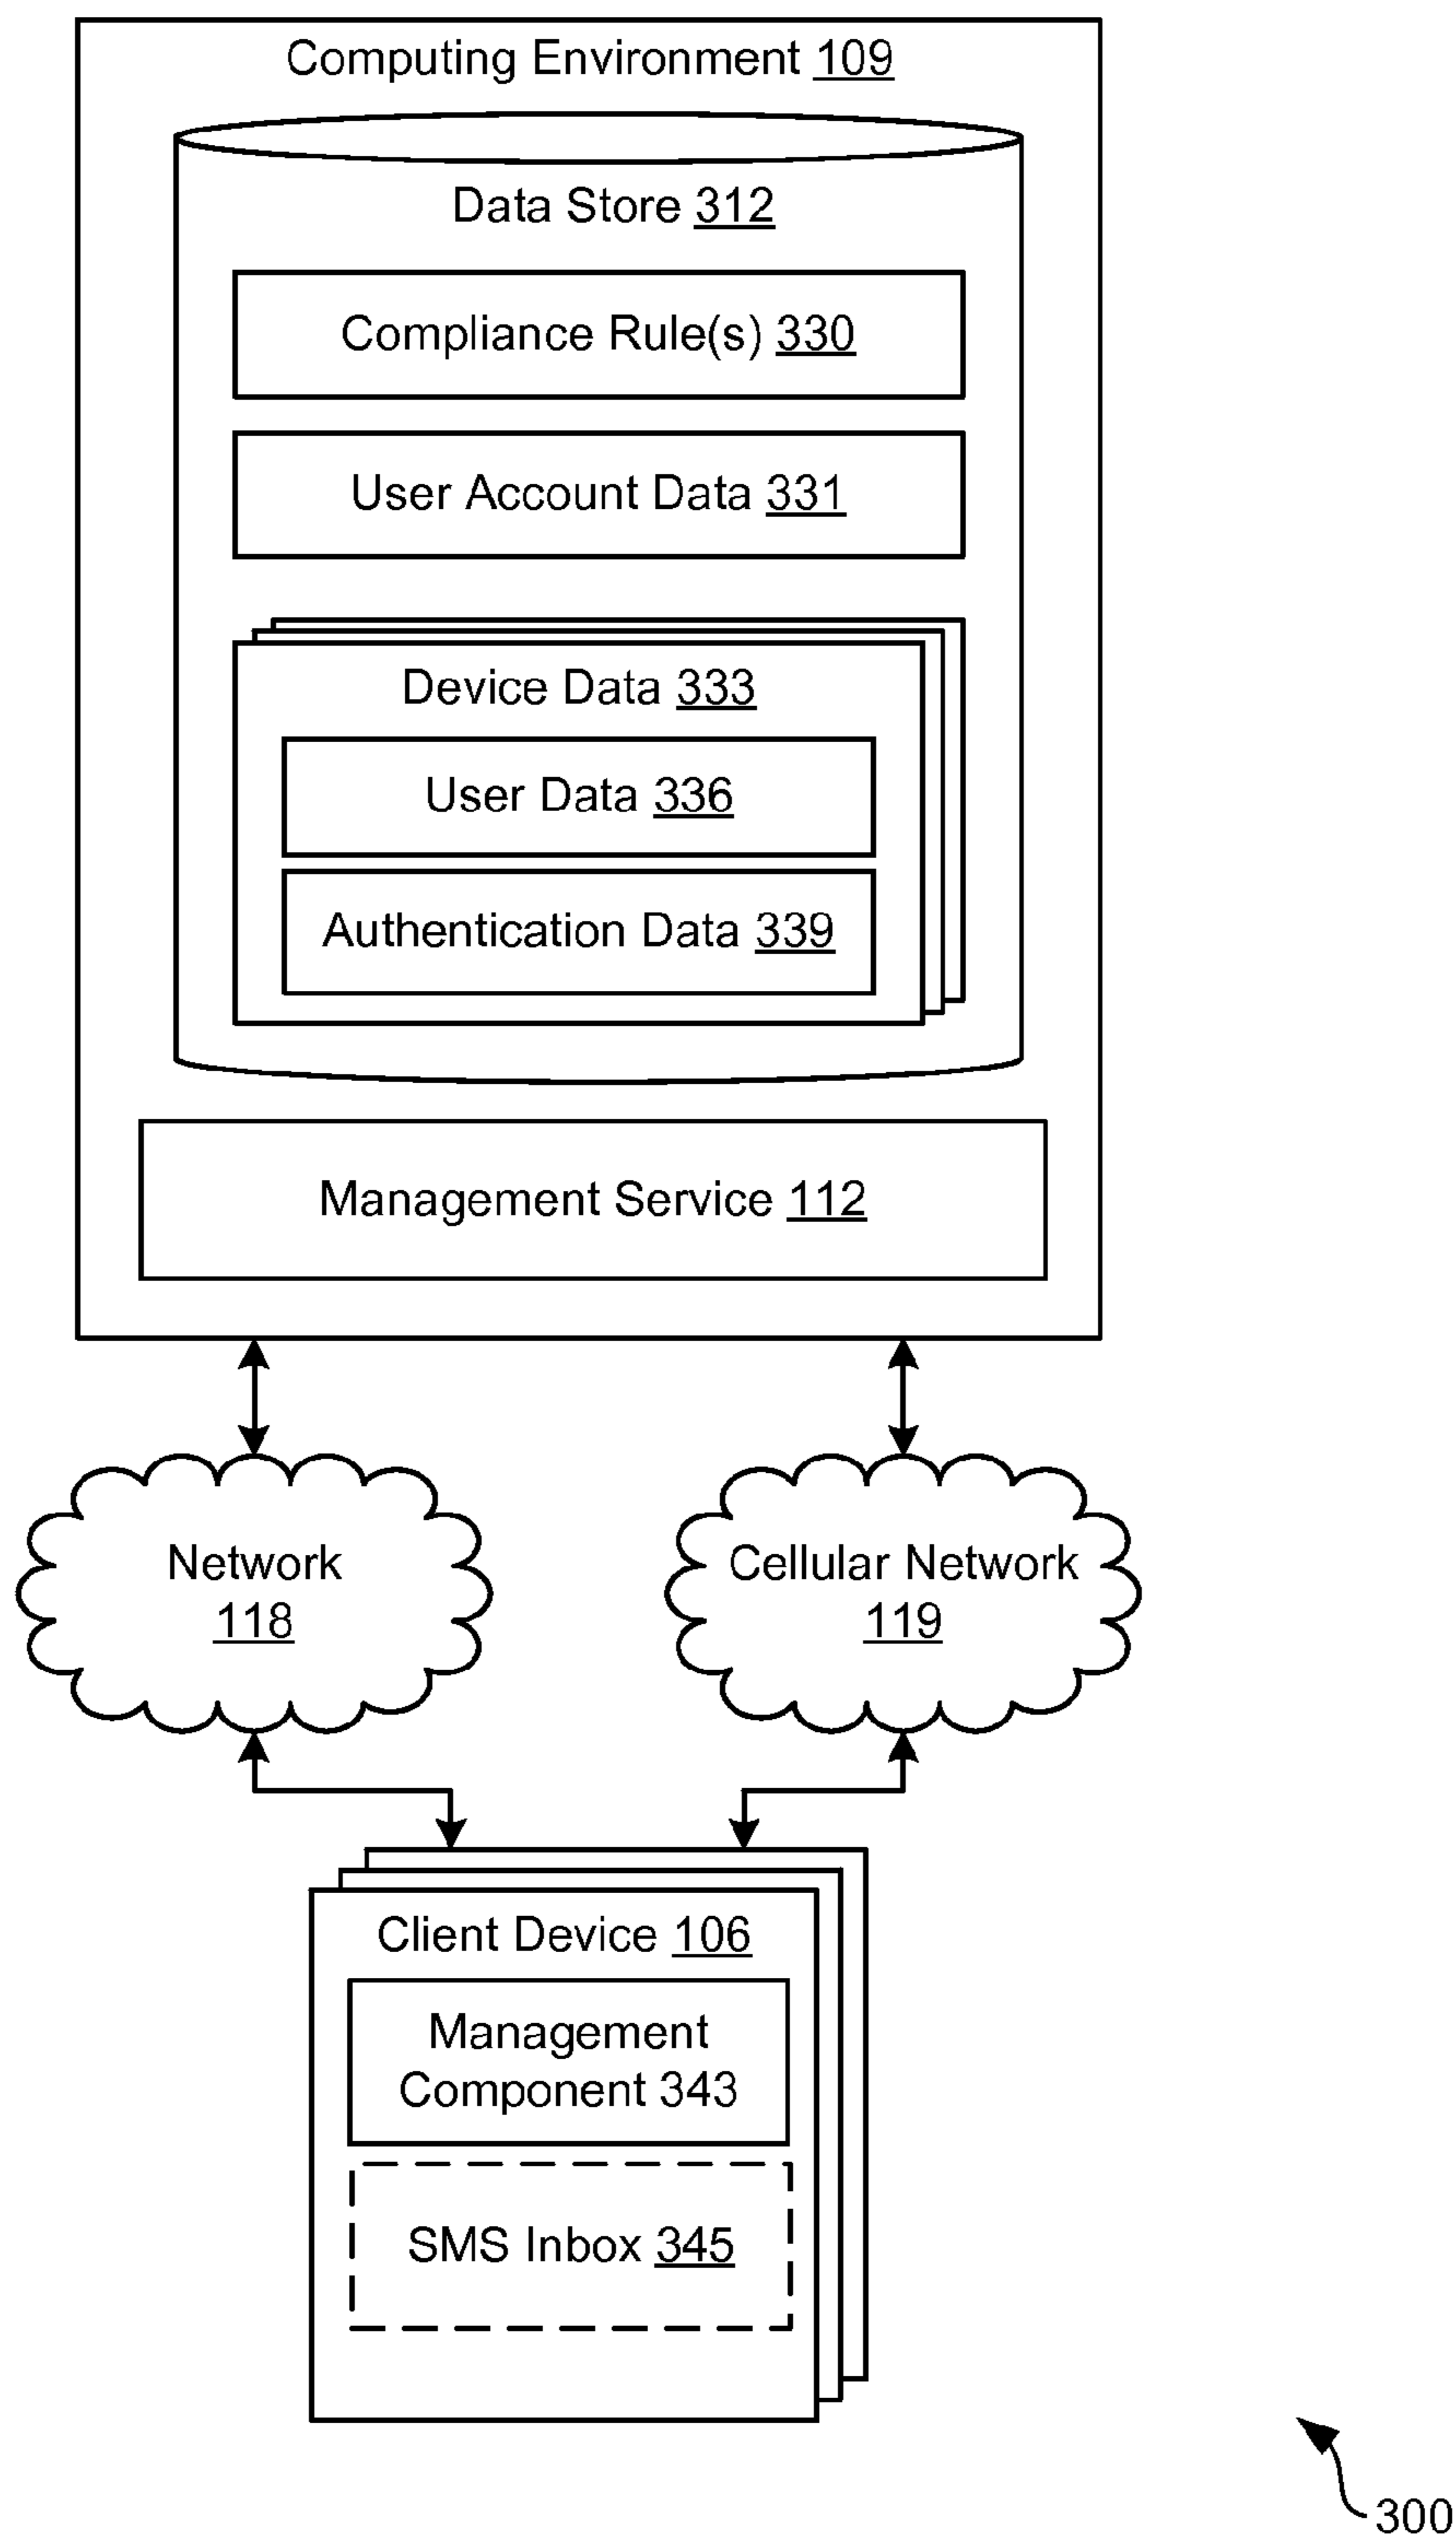 Computing Environment 109
Data Store 312
Compliance Rule(s) 330
User Account Data 331
Device Data 333
User Data 336
Authentication Data 339
Management Service 112
Network
118
Cellular Network
119
Client Device 106
Management
Component 343
SMS Inbox 345
300